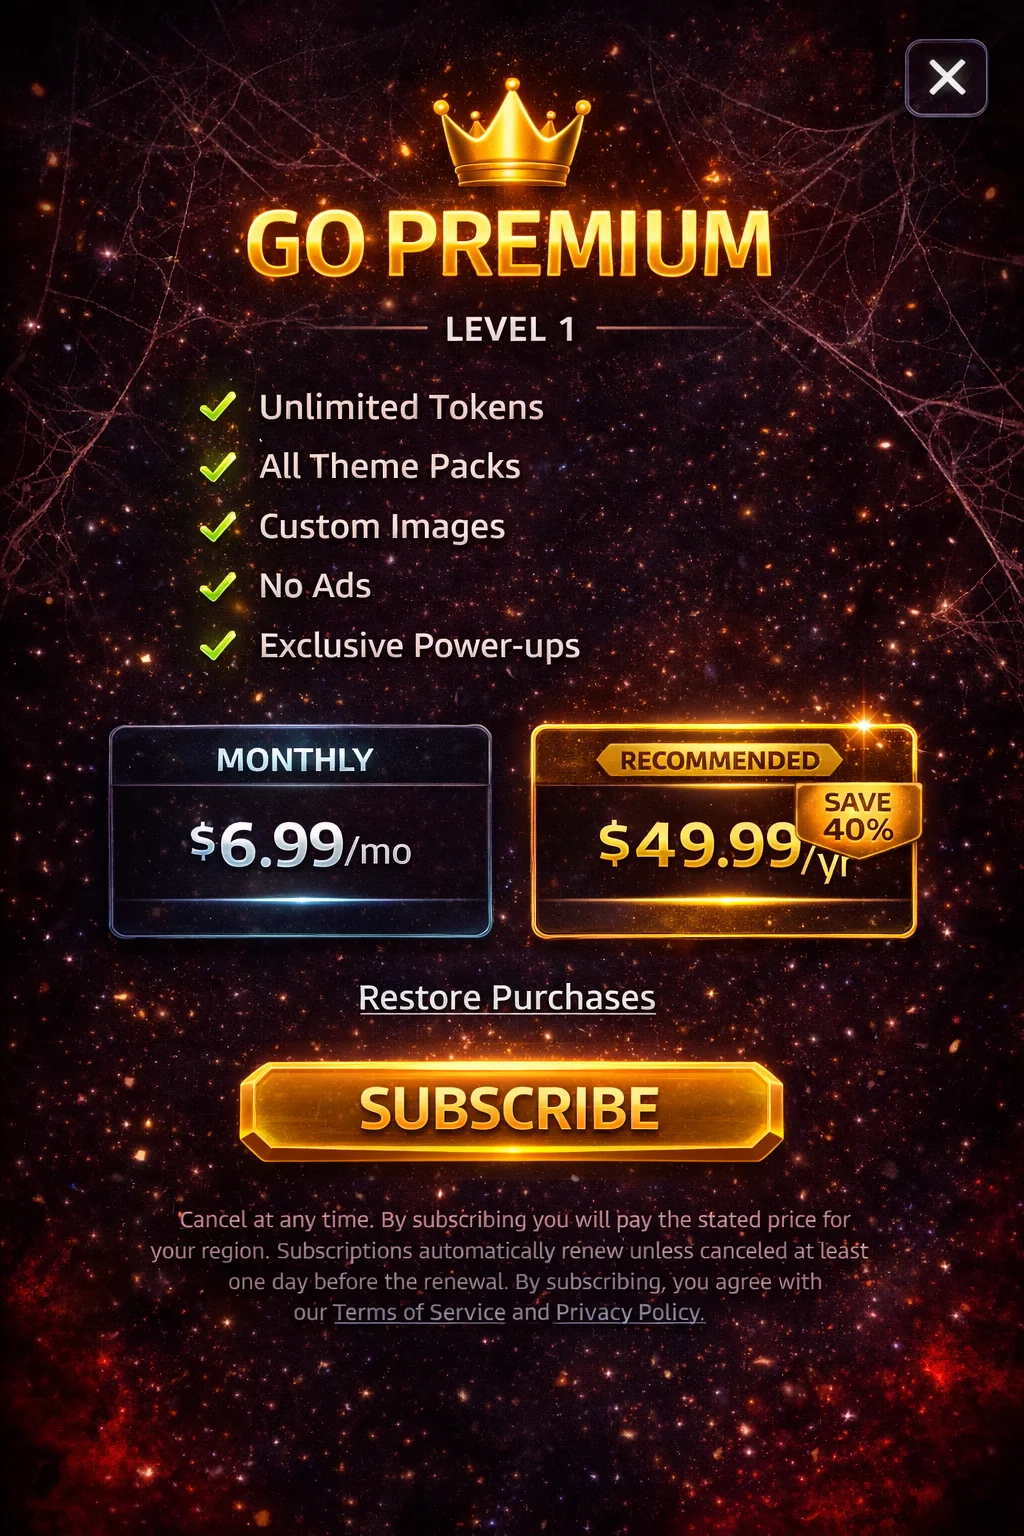 GO PREMIUM
LEVEL 1
Unlimited Tokens
All Theme Packs
Custom Images
No Ads
Exclusive Power-ups
MONTHLY
$6.99/mo
RECOMMENDED
SAVE
40%
$49.99/yr
Restore Purchases
SUBSCRIBE
Cancel at any time. By subscribing you will pay the stated price for
your region. Subscriptions automatically renew unless canceled at least
one day before the renewal. By subscribing, you agree with
our Terms of Service and Privacy Policy.